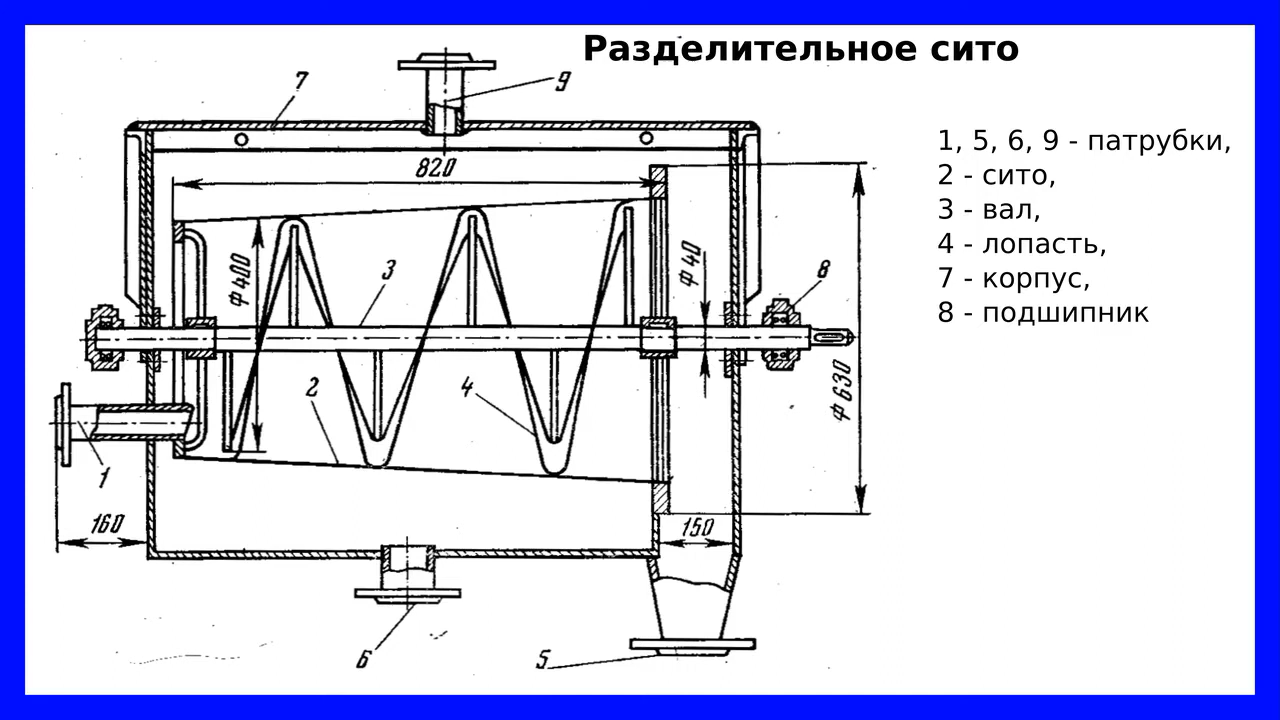 Разделительное сито
7
9
820
1, 5, 6, 9 - патрубки,
2 - сито,
3 - вал,
4 - лопасть,
7 - корпус,
8 - подшипник
Ф400
3
Ф40
8
2
4
Ф630
1
160
150
6
5